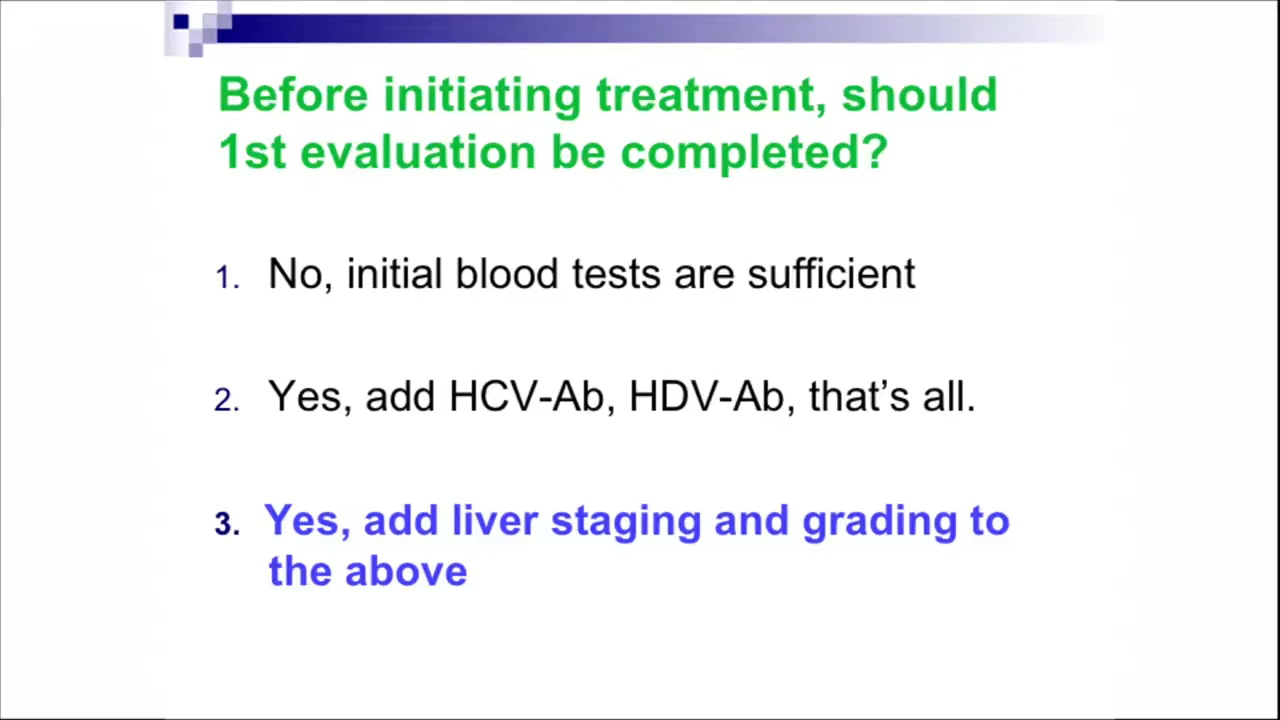 Before initiating treatment, should
1st evaluation be completed?
1. No, initial blood tests are sufficient
2. Yes, add HCV-Ab, HDV-Ab, that’s all.
3. Yes, add liver staging and grading to
the above